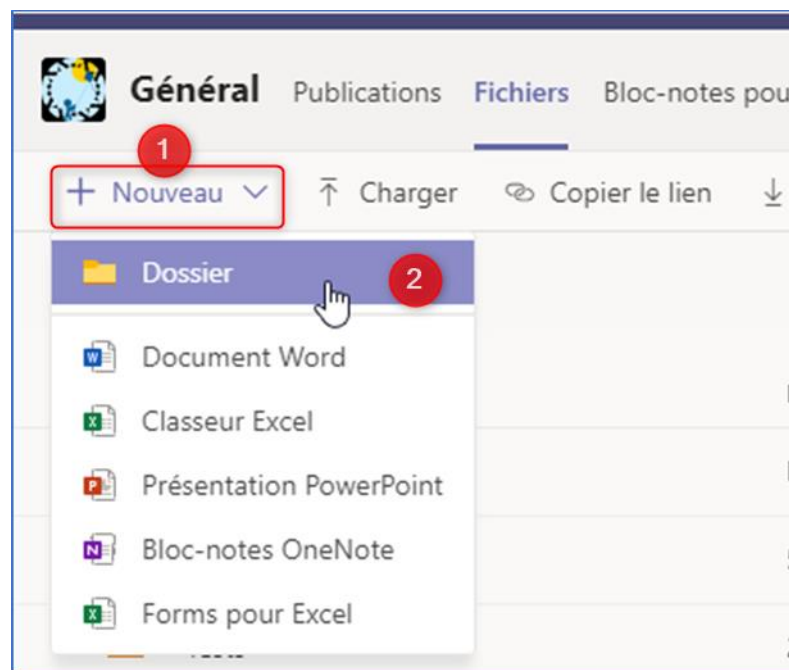 Général Publications Fichiers Bloc-notes pou
1
+ Nouveau Charger Copier le lien
Dossier 2
Document Word
Classeur Excel
Présentation PowerPoint
Bloc-notes OneNote
Forms pour Excel